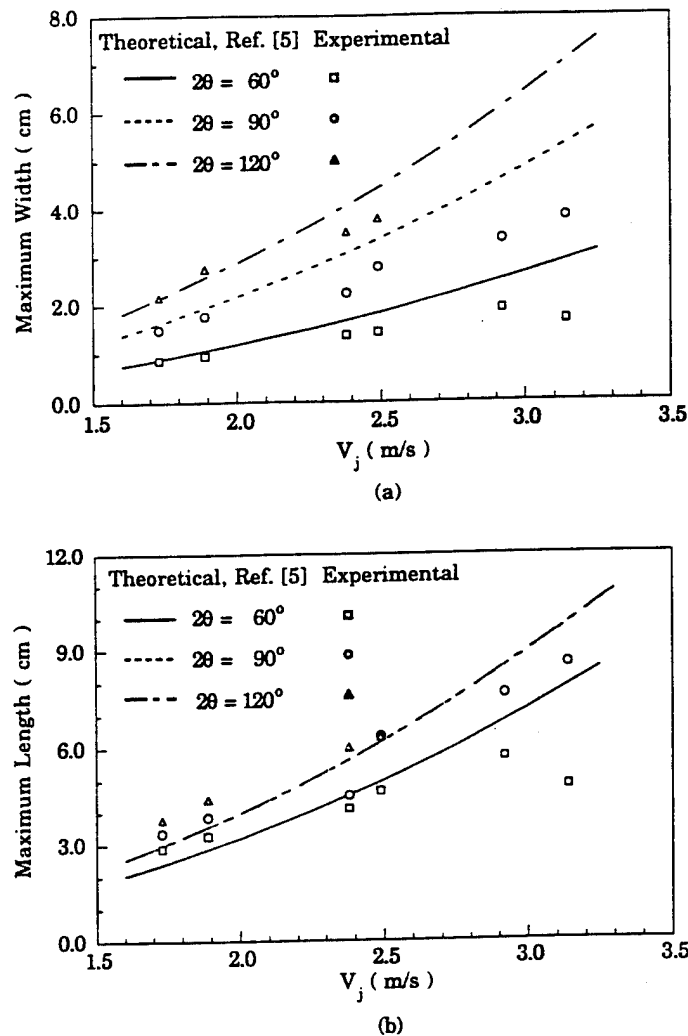 8.0
Theoretical, Ref. [5] Experimental
2θ = 60°
2θ = 90°
2θ = 120°
6.0
4.0
2.0
0.0
Maximum Width ( cm )
1.5 2.0 2.5 3.0 3.5
V_j ( m/s )
(a)
12.0
Theoretical, Ref. [5] Experimental
2θ = 60°
2θ = 90°
2θ = 120°
9.0
6.0
3.0
0.0
Maximum Length ( cm )
1.5 2.0 2.5 3.0 3.5
V_j ( m/s )
(b)